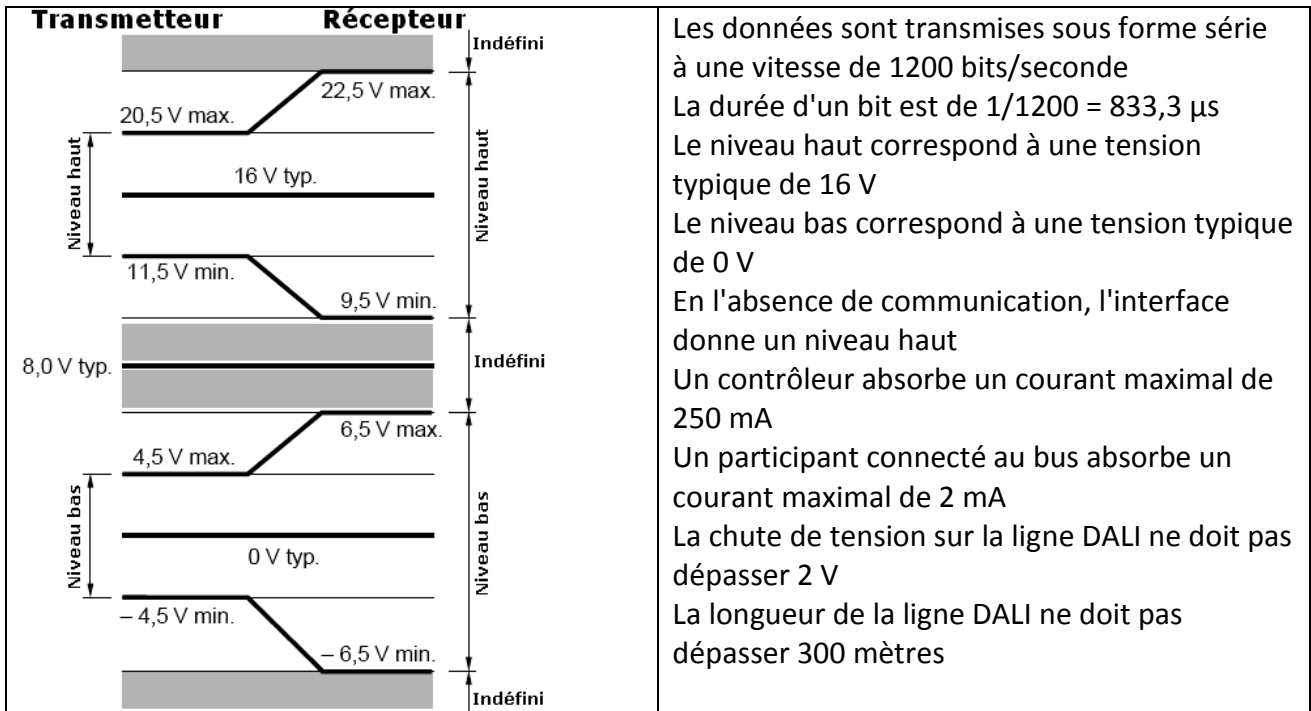 Transmetteur
Récepteur
Indéfini
22,5 V max.
20,5 V max.
Niveau haut
16 V typ.
Niveau haut
11,5 V min.
9,5 V min.
8,0 V typ.
Indéfini
6,5 V max.
4,5 V max.
Niveau bas
0 V typ.
Niveau bas
– 4,5 V min.
– 6,5 V min.
Indéfini
Les données sont transmises sous forme série
à une vitesse de 1200 bits/seconde
La durée d'un bit est de 1/1200 = 833,3 µs
Le niveau haut correspond à une tension
typique de 16 V
Le niveau bas correspond à une tension typique
de 0 V
En l'absence de communication, l'interface
donne un niveau haut
Un contrôleur absorbe un courant maximal de
250 mA
Un participant connecté au bus absorbe un
courant maximal de 2 mA
La chute de tension sur la ligne DALI ne doit pas
dépasser 2 V
La longueur de la ligne DALI ne doit pas
dépasser 300 mètres